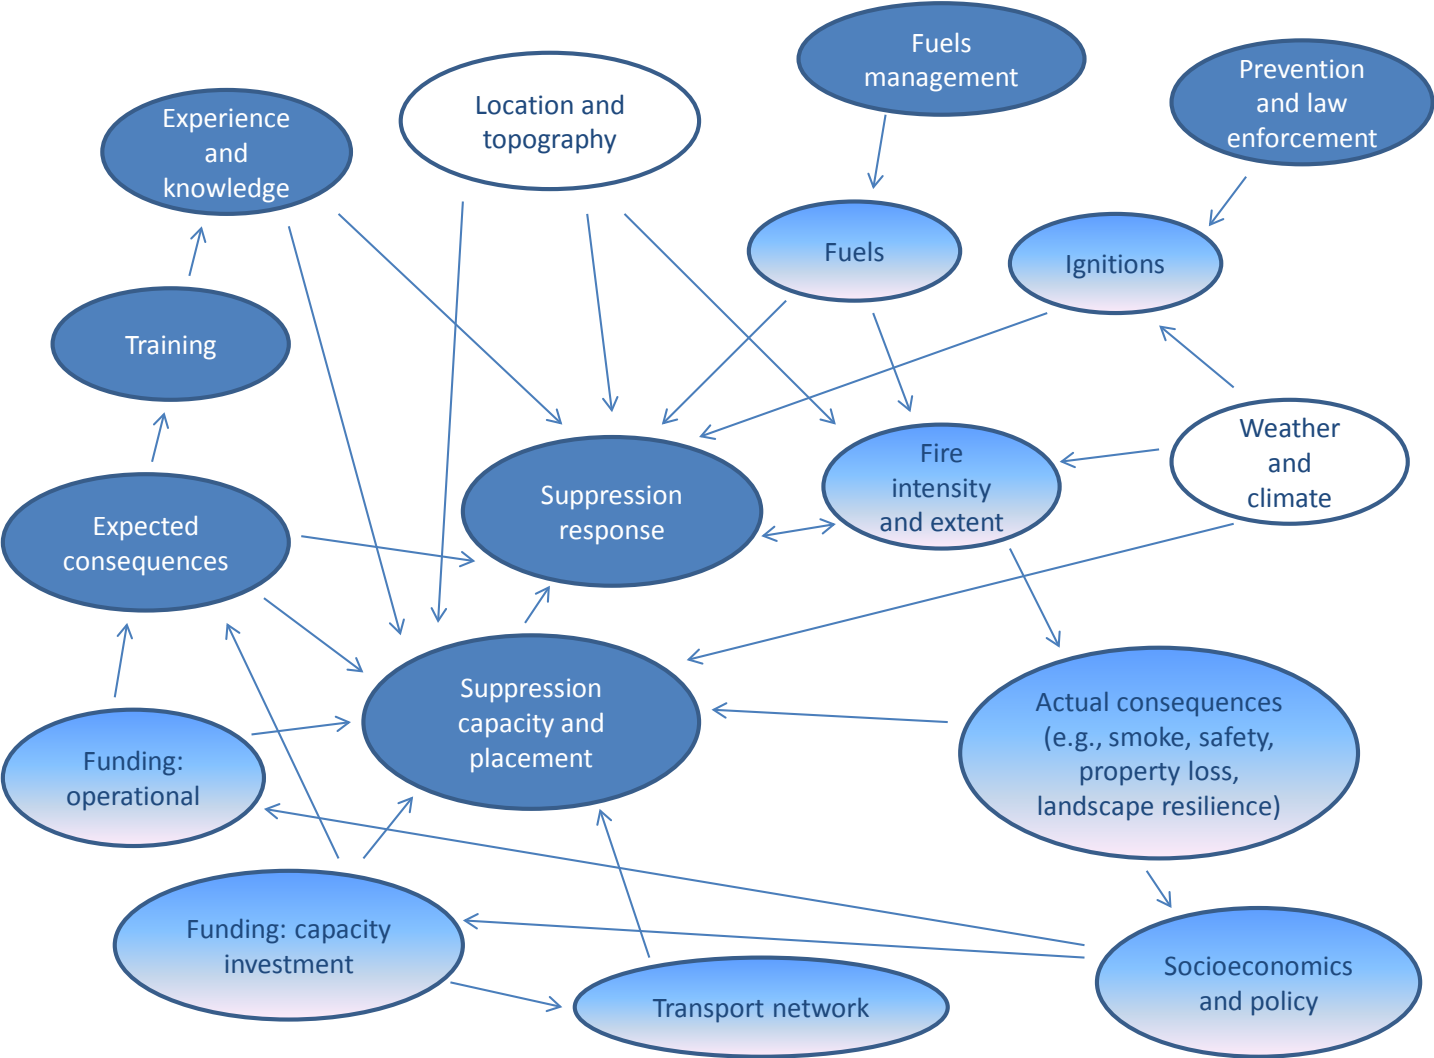 Fuels
management
Prevention
and law
enforcement
Experience
and
knowledge
Location and
topography
Fuels
Ignitions
Training
Weather
and
climate
Fire
intensity
and extent
Suppression
response
Expected
consequences
Suppression
capacity and
placement
Actual consequences
(e.g., smoke, safety,
property loss,
landscape resilience)
Funding:
operational
Funding: capacity
investment
Transport network
Socioeconomics
and policy